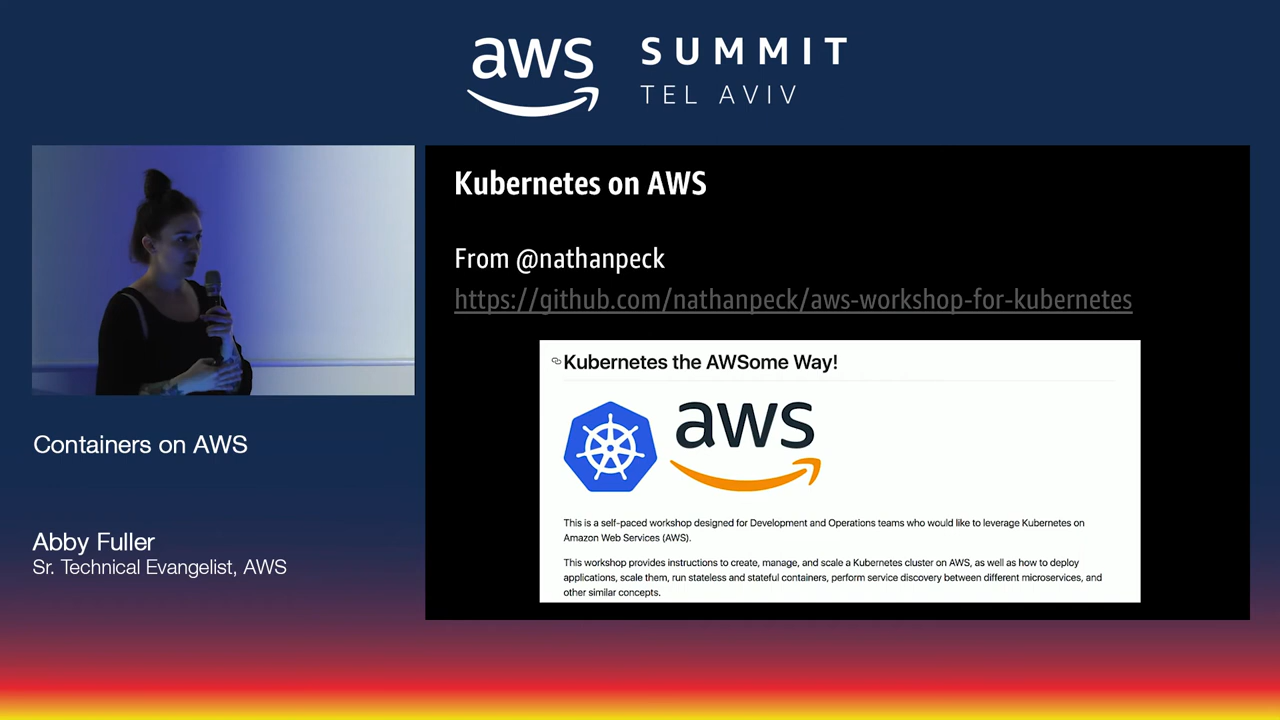 aws
SUMMIT
TEL AVIV
Kubernetes on AWS
From @nathanpeck
https://github.com/nathanpeck/aws-workshop-for-kubernetes
Kubernetes the AWSome Way!
aws
This is a self-paced workshop designed for Development and Operations teams who would like to leverage Kubernetes on
Amazon Web Services (AWS).
This workshop provides instructions to create, manage, and scale a Kubernetes cluster on AWS, as well as how to deploy
applications, scale them, run stateless and stateful containers, perform service discovery between different microservices, and
other similar concepts.
Containers on AWS
Abby Fuller
Sr. Technical Evangelist, AWS